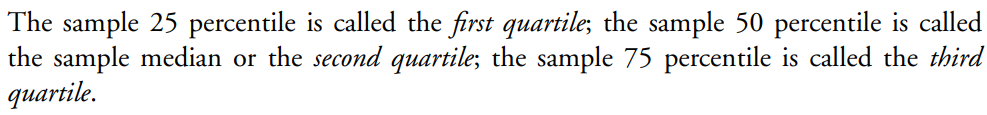 The sample 25 percentile is called the first quartile; the sample 50 percentile is called
the sample median or the second quartile; the sample 75 percentile is called the third
quartile.